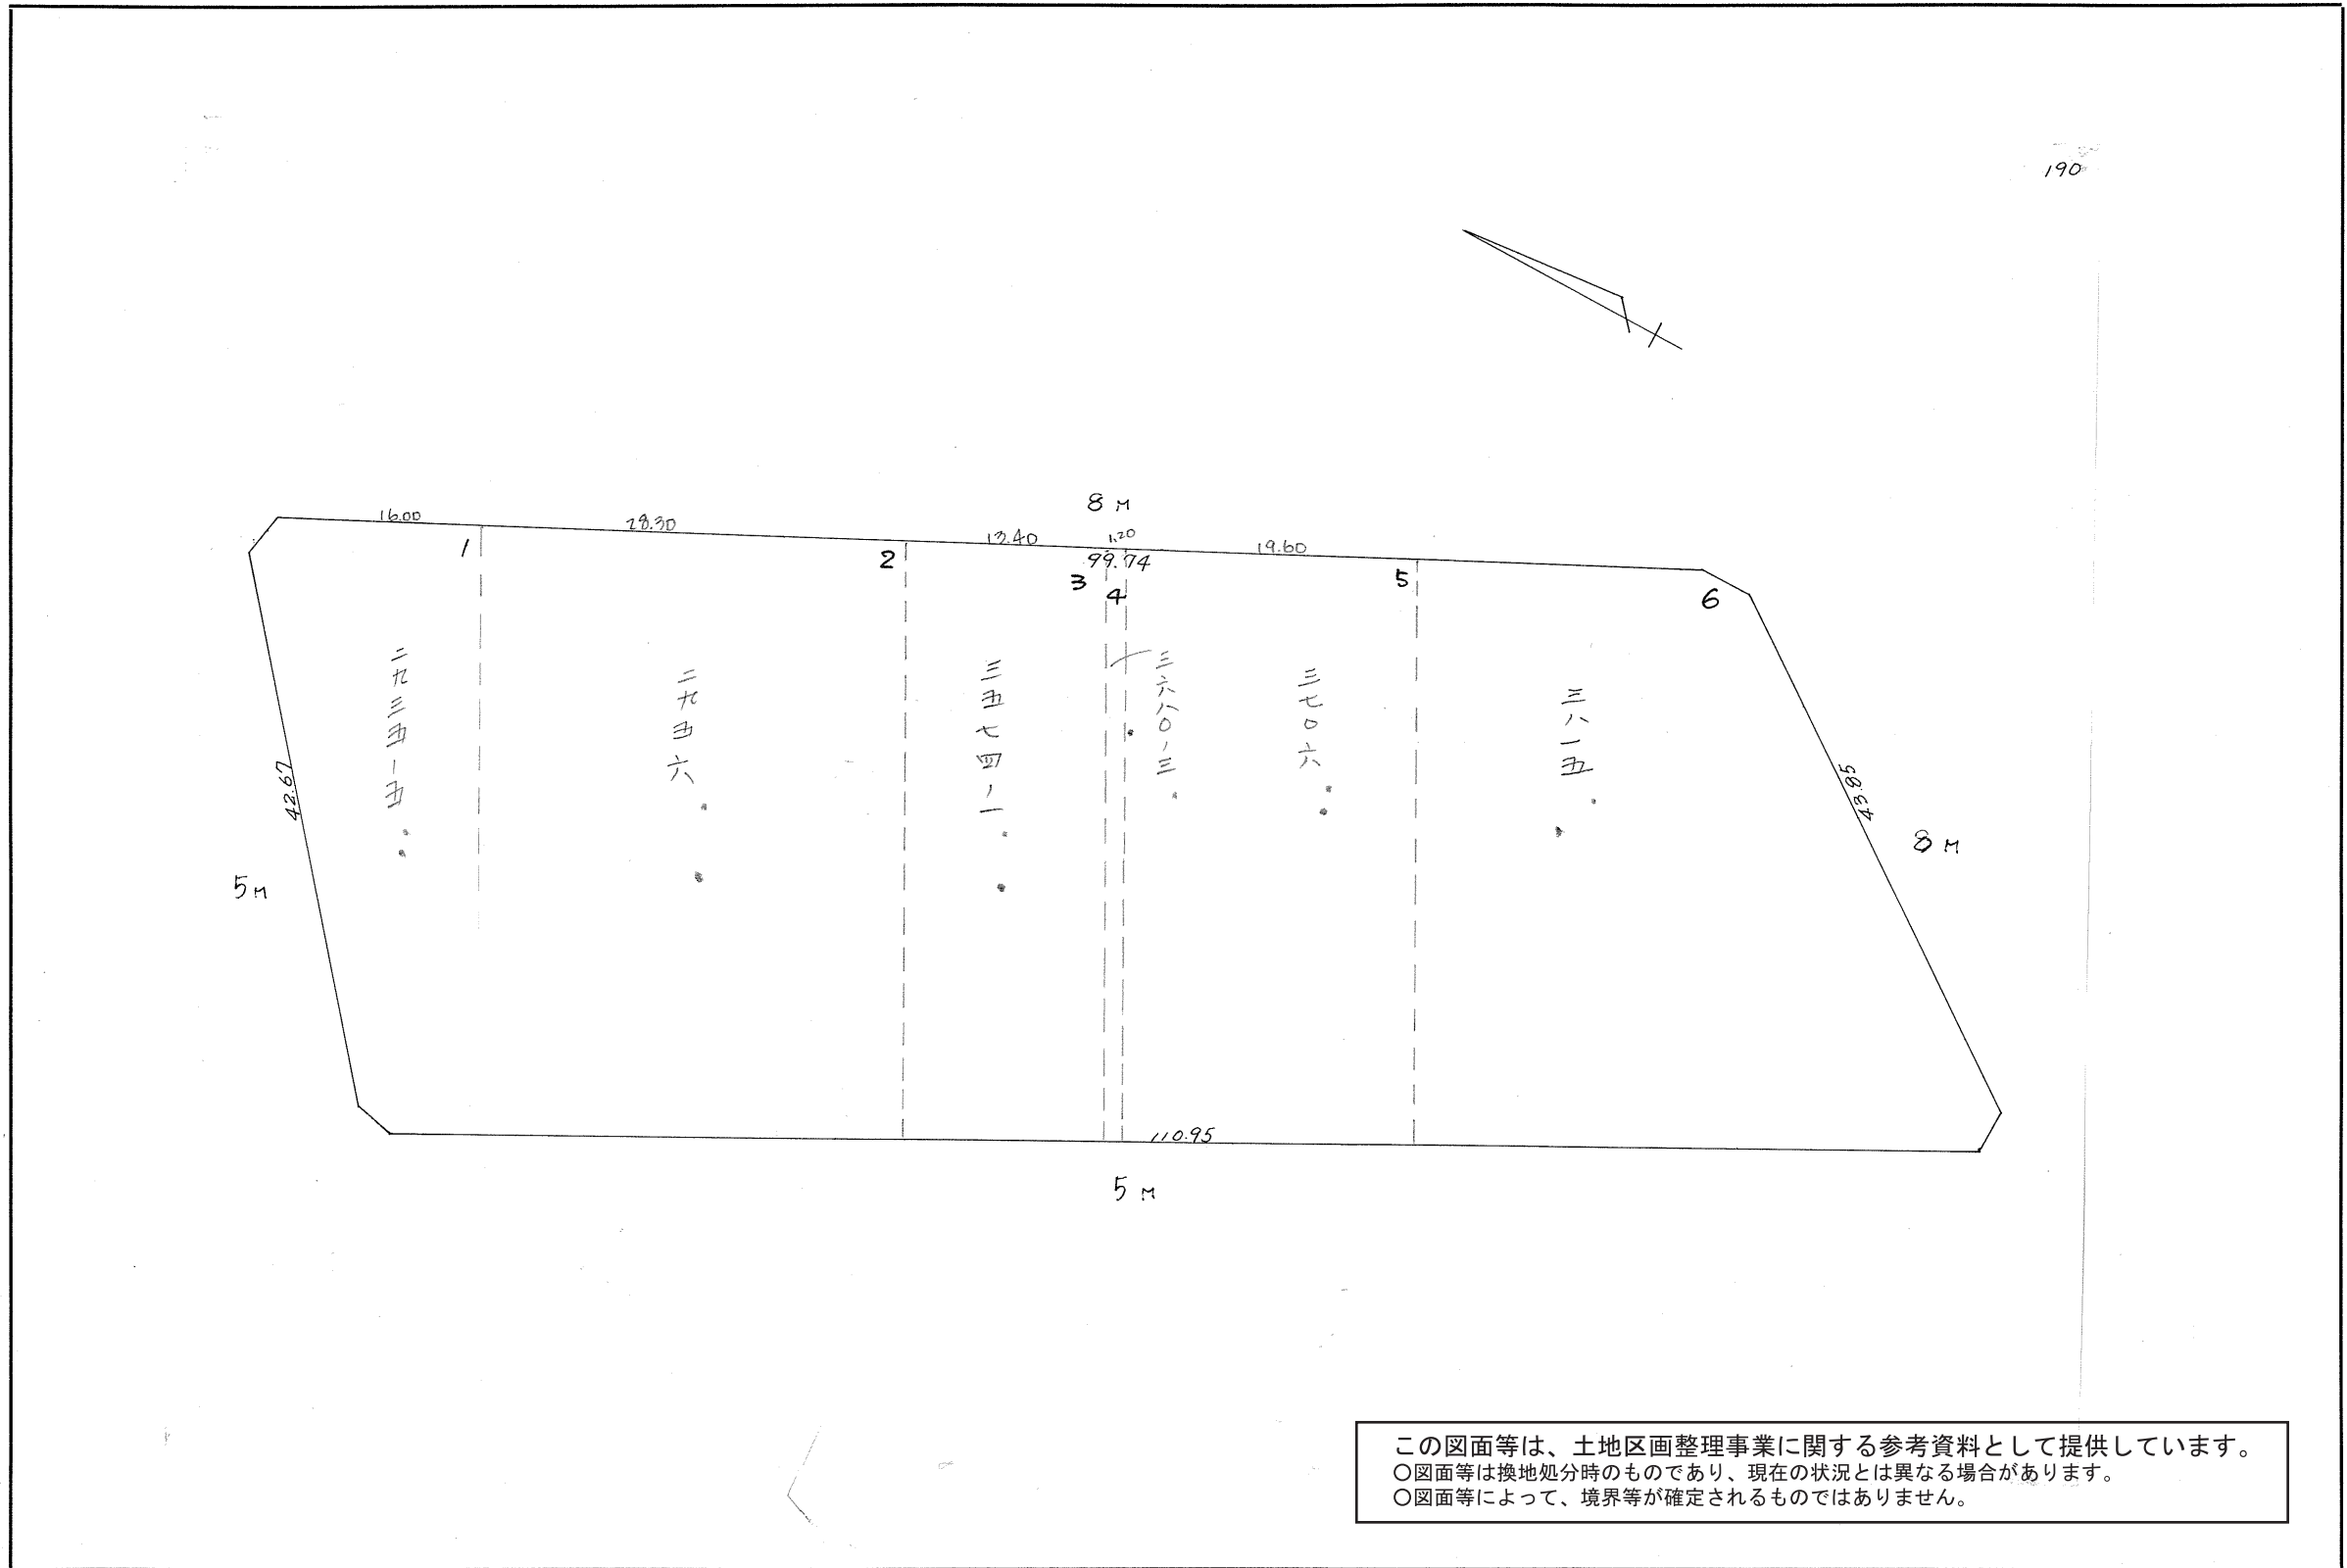 190
8M
16.00
28.30
13.40
1.20
19.60
99.74
1
2
3
4
5
6
二九三五-五
二九五六
三五七四-一
三六八〇-三
三七〇六
三八一五
42.67
43.85
5M
8M
110.95
5M
この図面等は、土地区画整理事業に関する参考資料として提供しています。
〇図面等は換地処分時のものであり、現在の状況とは異なる場合があります。
〇図面等によって、境界等が確定されるものではありません。